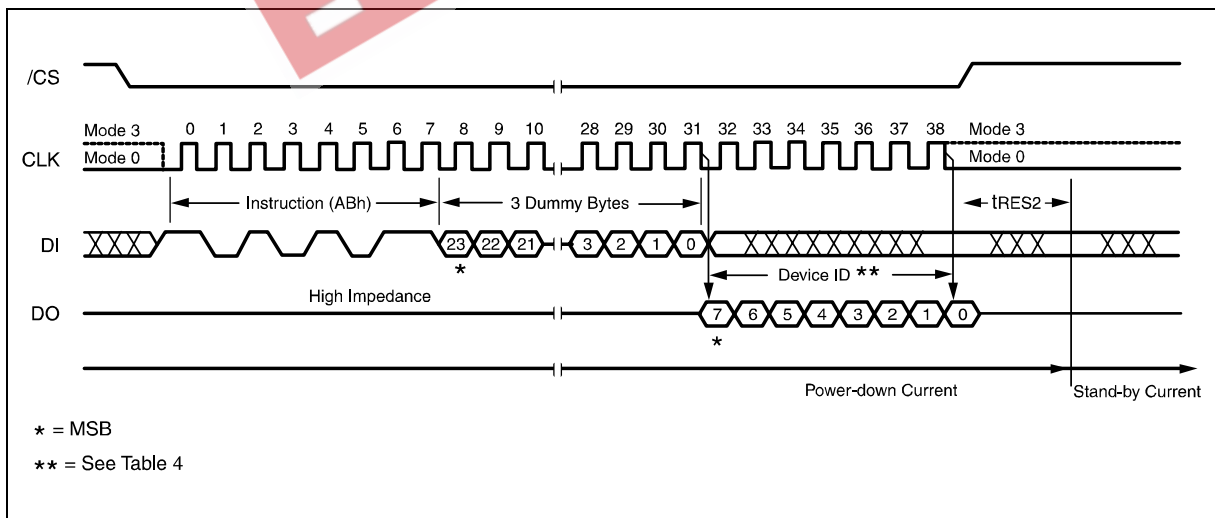 /CS
Mode 3 0 1 2 3 4 5 6 7 8 9 10 28 29 30 31 32 33 34 35 36 37 38 Mode 3
CLK Mode 0 Mode 0
Instruction (ABh) 3 Dummy Bytes tRES2
DI 23 22 21 3 2 1 0
* Device ID **
High Impedance
DO 7 6 5 4 3 2 1 0
*
Power-down Current Stand-by Current
* = MSB
** = See Table 4